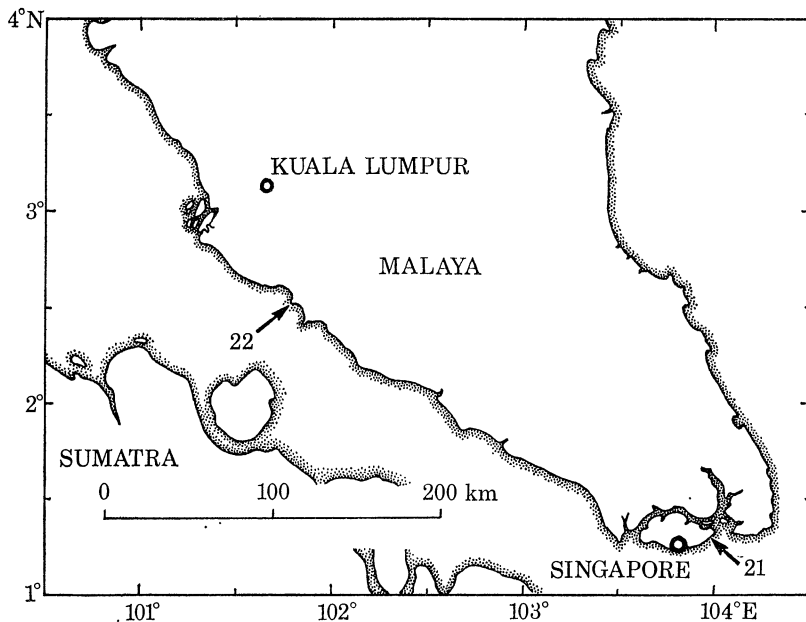 4°N
KUALA LUMPUR
3°
MALAYA
22
2°
SUMATRA
0 100 200 km
SINGAPORE
21
1°
101° 102° 103° 104°E